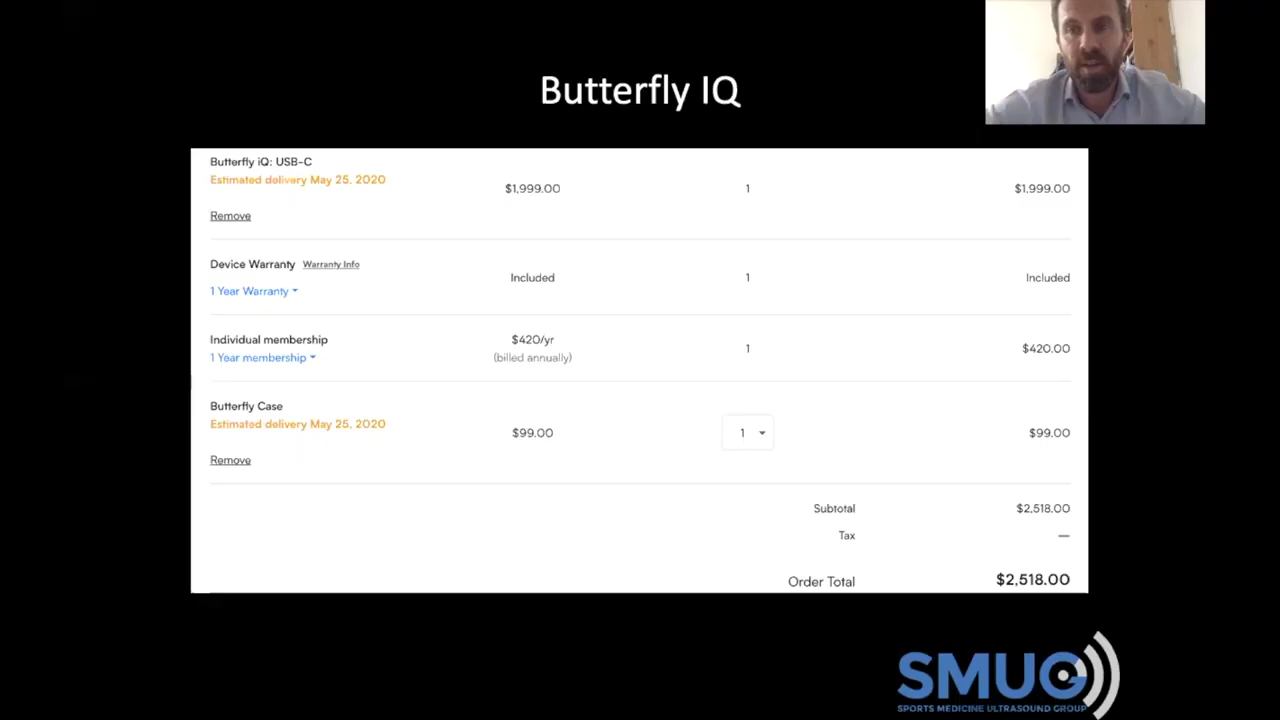 Butterfly IQ
Butterfly iQ: USB-C
Estimated delivery May 25, 2020
$1,999.00 1 $1,999.00
Remove
Device Warranty Warranty Info
Included 1 Included
1 Year Warranty
Individual membership
$420/yr
1 Year membership
(billed annually)
1 $420.00
Butterfly Case
Estimated delivery May 25, 2020
$99.00 1 $99.00
Remove
Subtotal $2,518.00
Tax —
Order Total $2,518.00
SMUG
SPORTS MEDICINE ULTRASOUND GROUP